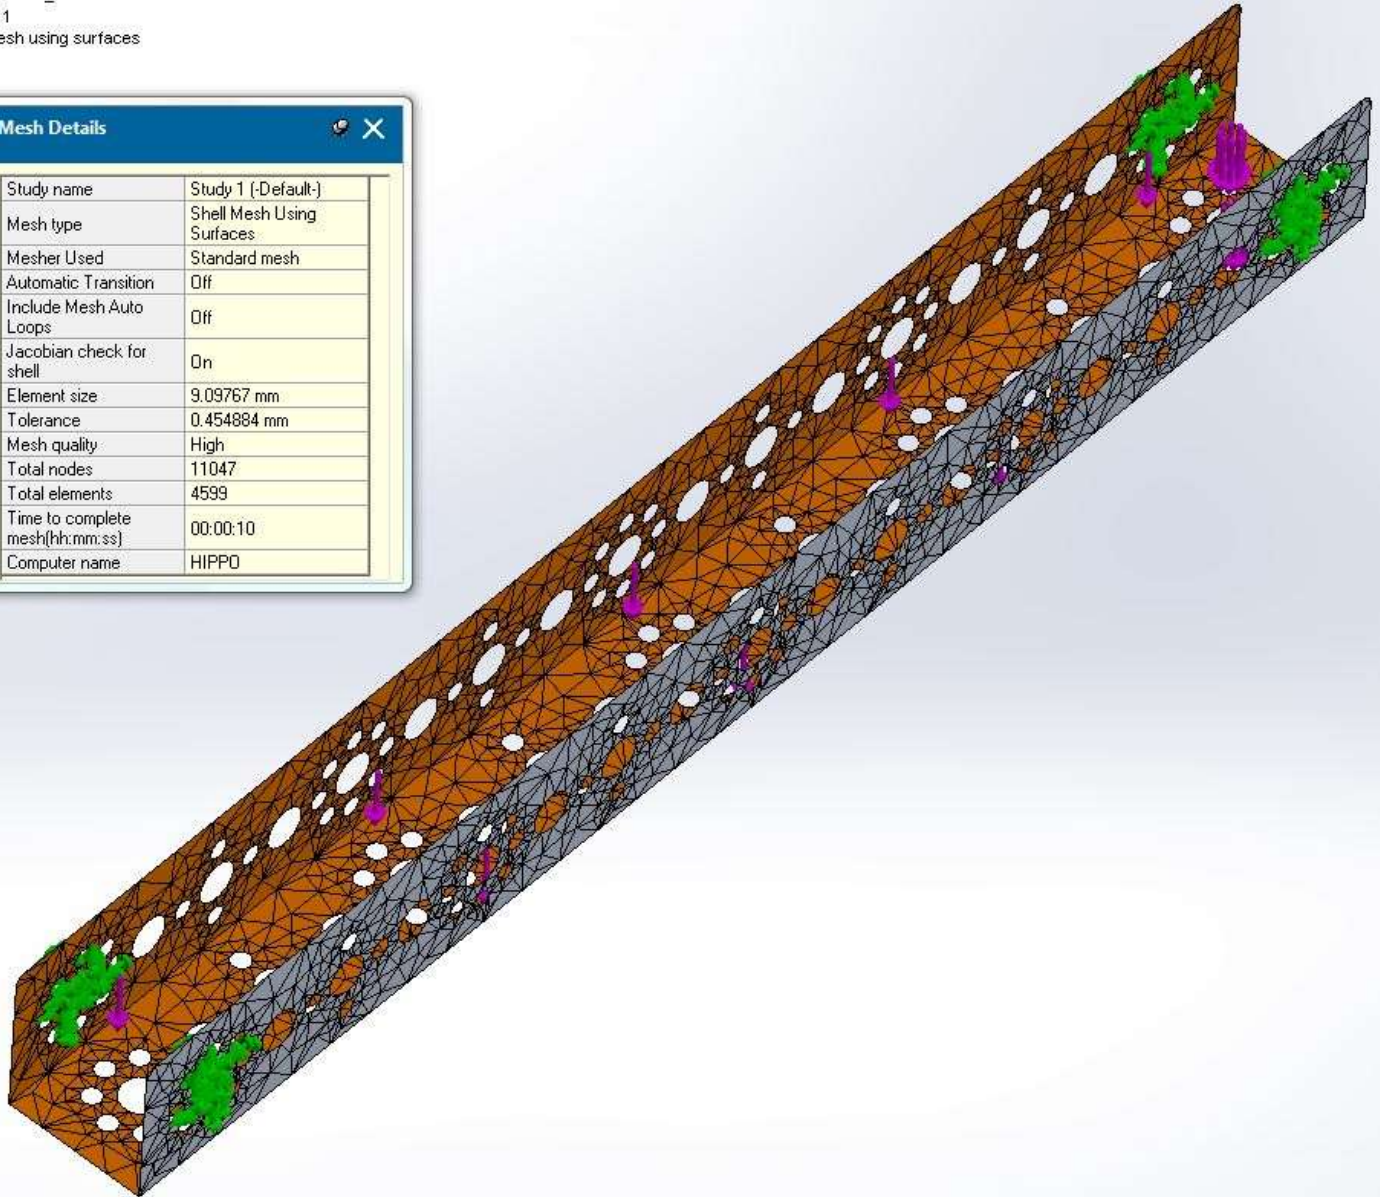 1
esh using surfaces
Mesh Details
Study name Study 1 (-Default-)
Mesh type Shell Mesh Using
Surfaces
Mesher Used Standard mesh
Automatic Transition Off
Include Mesh Auto
Loops Off
Jacobian check for
shell On
Element size 9.09767 mm
Tolerance 0.454884 mm
Mesh quality High
Total nodes 11047
Total elements 4599
Time to complete
mesh(hh:mm:ss) 00:00:10
Computer name HIPPO